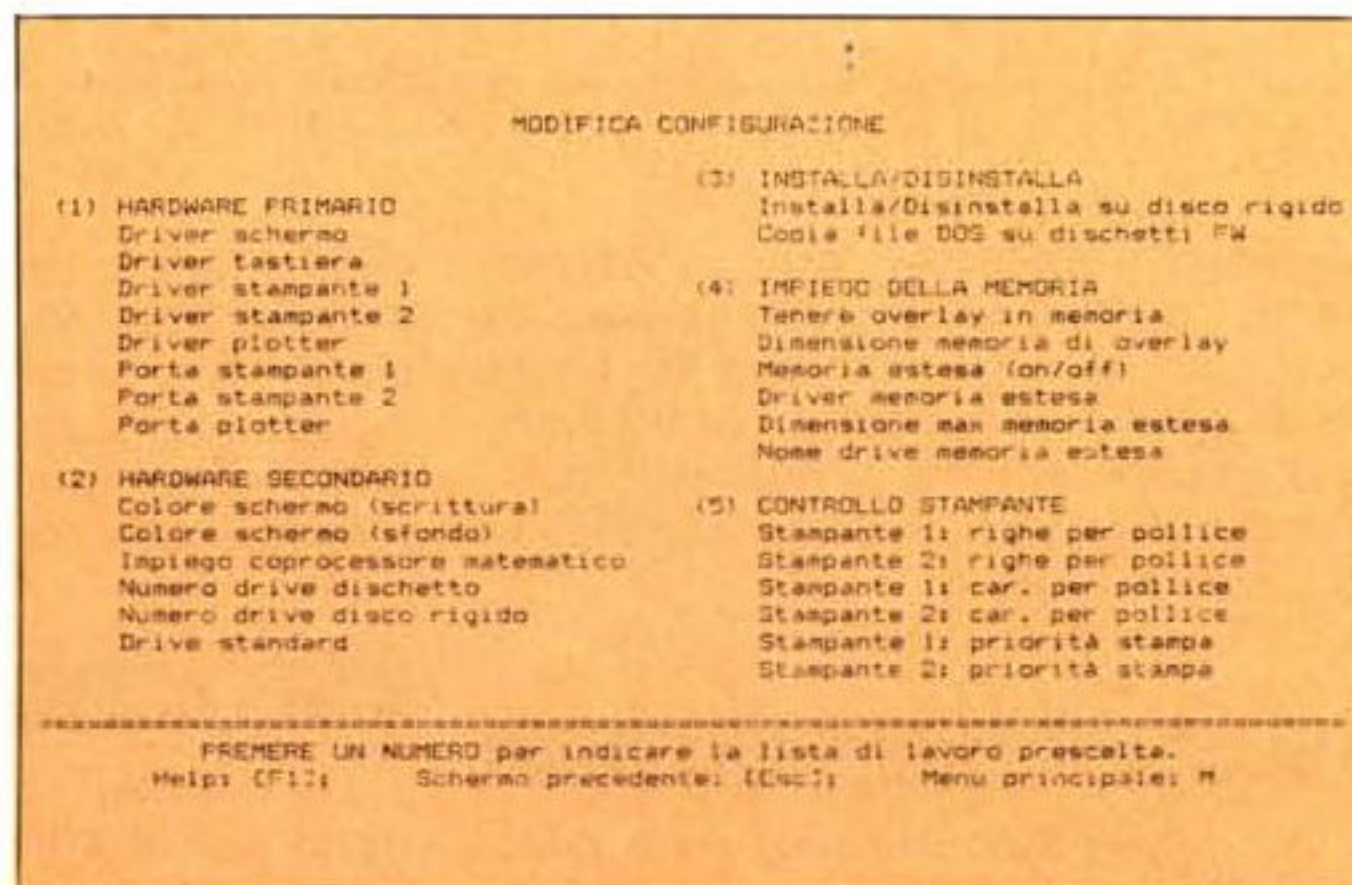 MODIFICA CONFIGURAZIONE
(1) HARDWARE PRIMARIO
Driver schermo
Driver tastiera
Driver stampante 1
Driver stampante 2
Driver plotter
Porta stampante 1
Porta stampante 2
Porta plotter
(2) HARDWARE SECONDARIO
Colore schermo (scrittura)
Colore schermo (sfondo)
Impiego coprocessore matematico
Numero drive dischetto
Numero drive disco rigido
Drive standard
(3) INSTALLA/DISINSTALLA
Installa/Disinstalla su disco rigido
Copia file DOS su dischetti FW
(4) IMPIEGO DELLA MEMORIA
Tenere overlay in memoria
Dimensione memoria di overlay
Memoria estesa (on/off)
Driver memoria estesa
Dimensione max memoria estesa
Nome drive memoria estesa
(5) CONTROLLO STAMPANTE
Stampante 1: righe per pollice
Stampante 2: righe per pollice
Stampante 1: car. per pollice
Stampante 2: car. per pollice
Stampante 1: priorità stampa
Stampante 2: priorità stampa
PREMERE UN NUMERO per indicare la lista di lavoro prescelta.
Help: [F1]; Schermo precedente: [Esc]; Menu principale: M